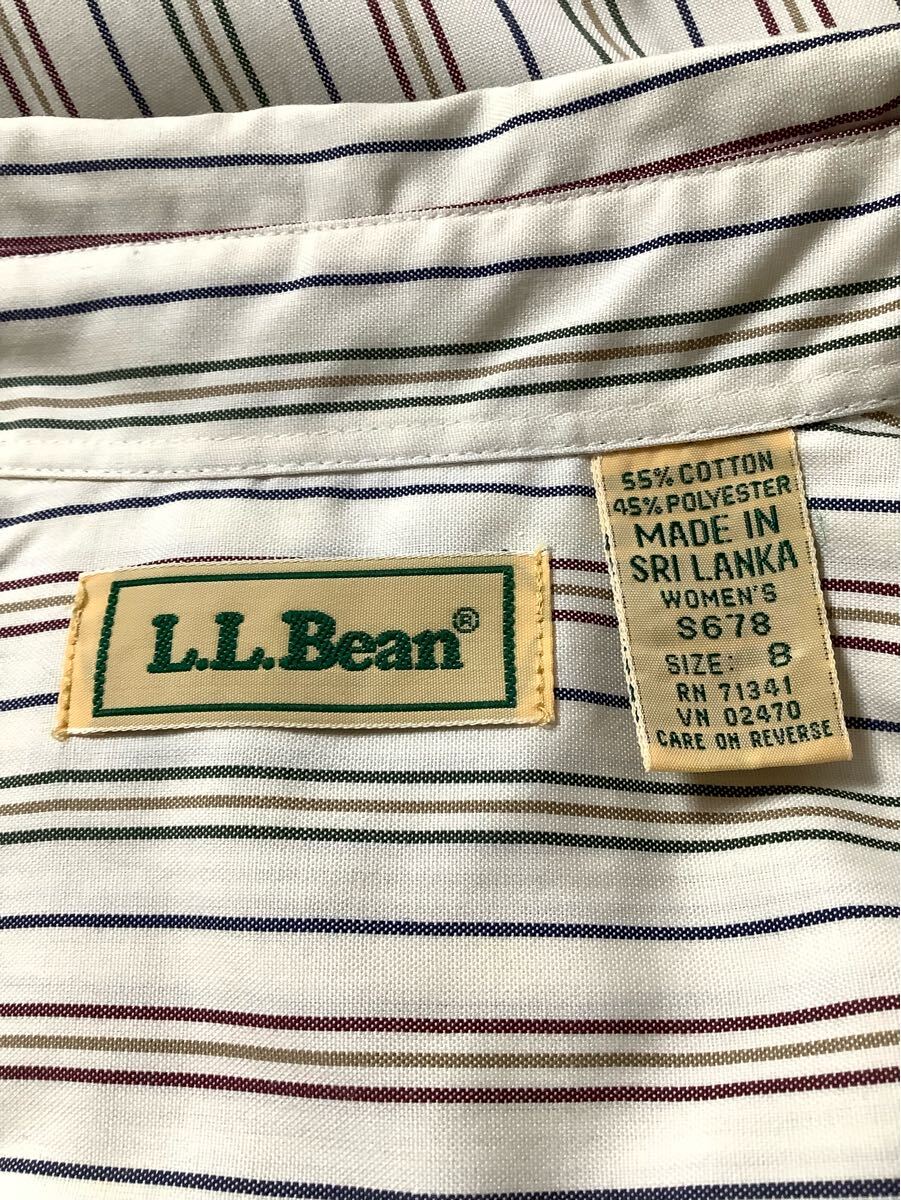 L.L.Bean®
55% COTTON
45% POLYESTER
MADE IN
SRI LANKA
WOMEN'S
S678
SIZE: 8
RN 71341
VN 02470
CARE ON REVERSE